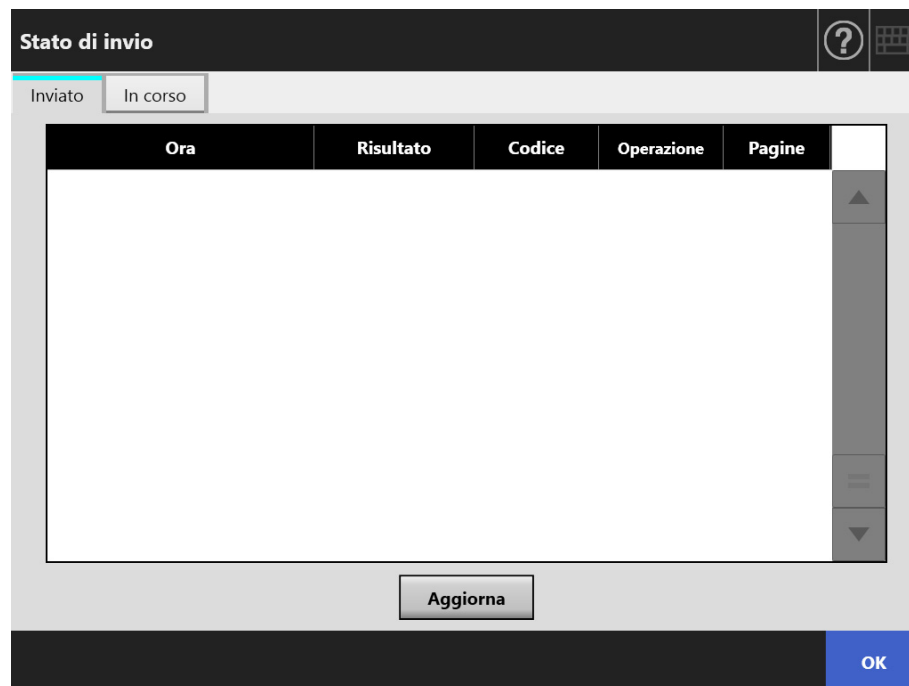 Stato di invio
?
Inviato In corso
Ora Risultato Codice Operazione Pagine
Aggiorna
OK